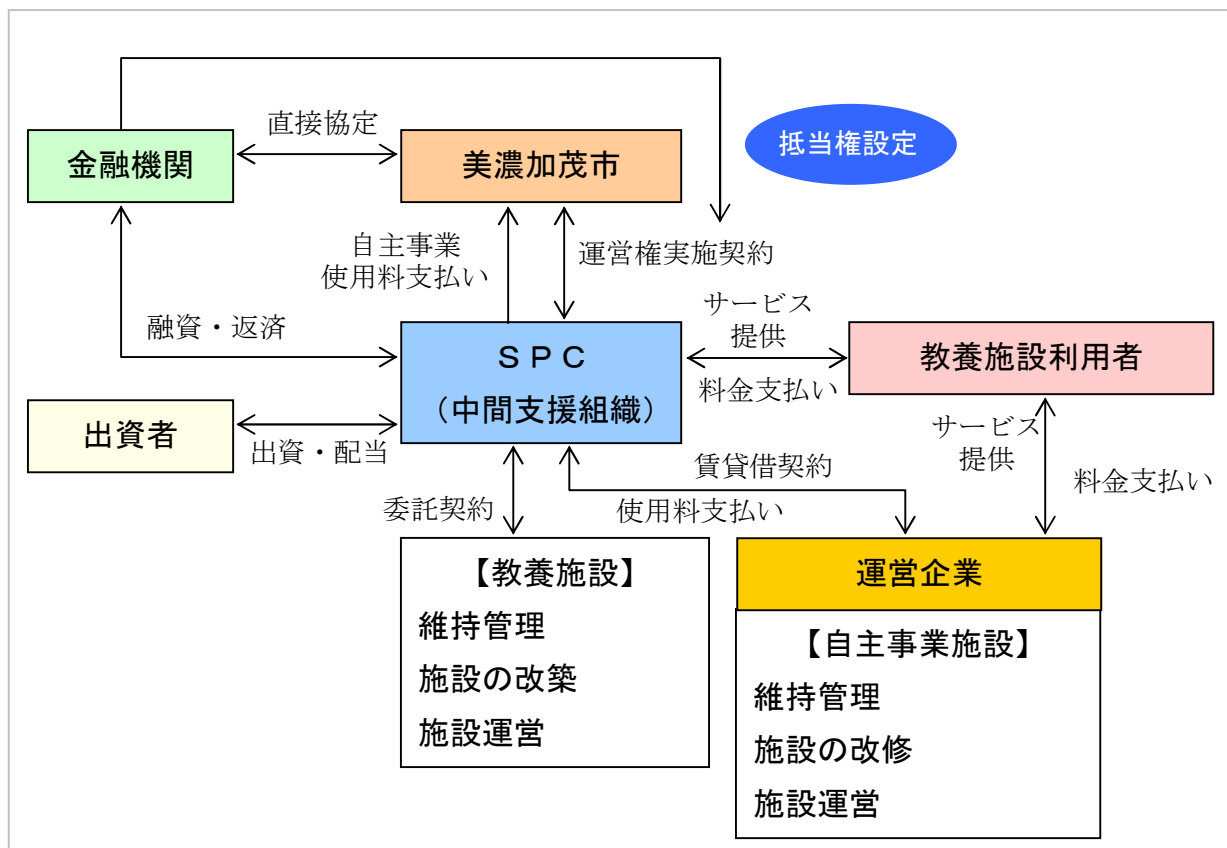 直接協定
抵当権設定
金融機関
美濃加茂市
自主事業
使用料支払い
運営権実施契約
融資・返済
サービス
提供
料金支払い
ＳＰＣ
（中間支援組織）
教養施設利用者
出資者
出資・配当
サービス
提供
料金支払い
賃貸借契約
使用料支払い
委託契約
【教養施設】
維持管理
施設の改築
施設運営
運営企業
【自主事業施設】
維持管理
施設の改修
施設運営